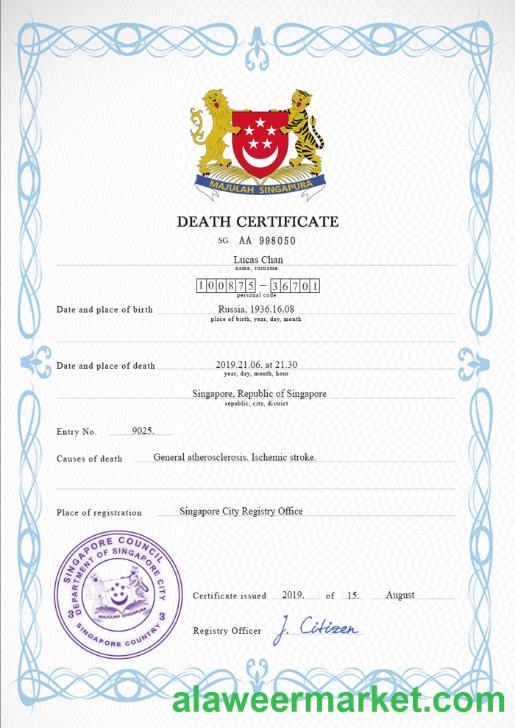 MAJULAH SINGAPURA
DEATH CERTIFICATE
SG AA 998050
Lucas Chan
name, surname
100875-36701
personal code
Date and place of birth Russia, 1936.16.08
place of birth, year, day, month
Date and place of death 2019.21.06. at 21.30
year, day, month, hour
Singapore, Republic of Singapore
republic, city, district
Entry No. 9025.
Causes of death General atherosclerosis. Ischemic stroke.
Place of registration Singapore City Registry Office
SINGAPORE COUNCIL
DEPARTMENT OF SINGAPORE CITY
MAJULAH SINGAPURA
3 3
SINGAPORE COUNTRY
Certificate issued 2019. of 15. August
Registry Officer J. Citizen
alaweermarket.com